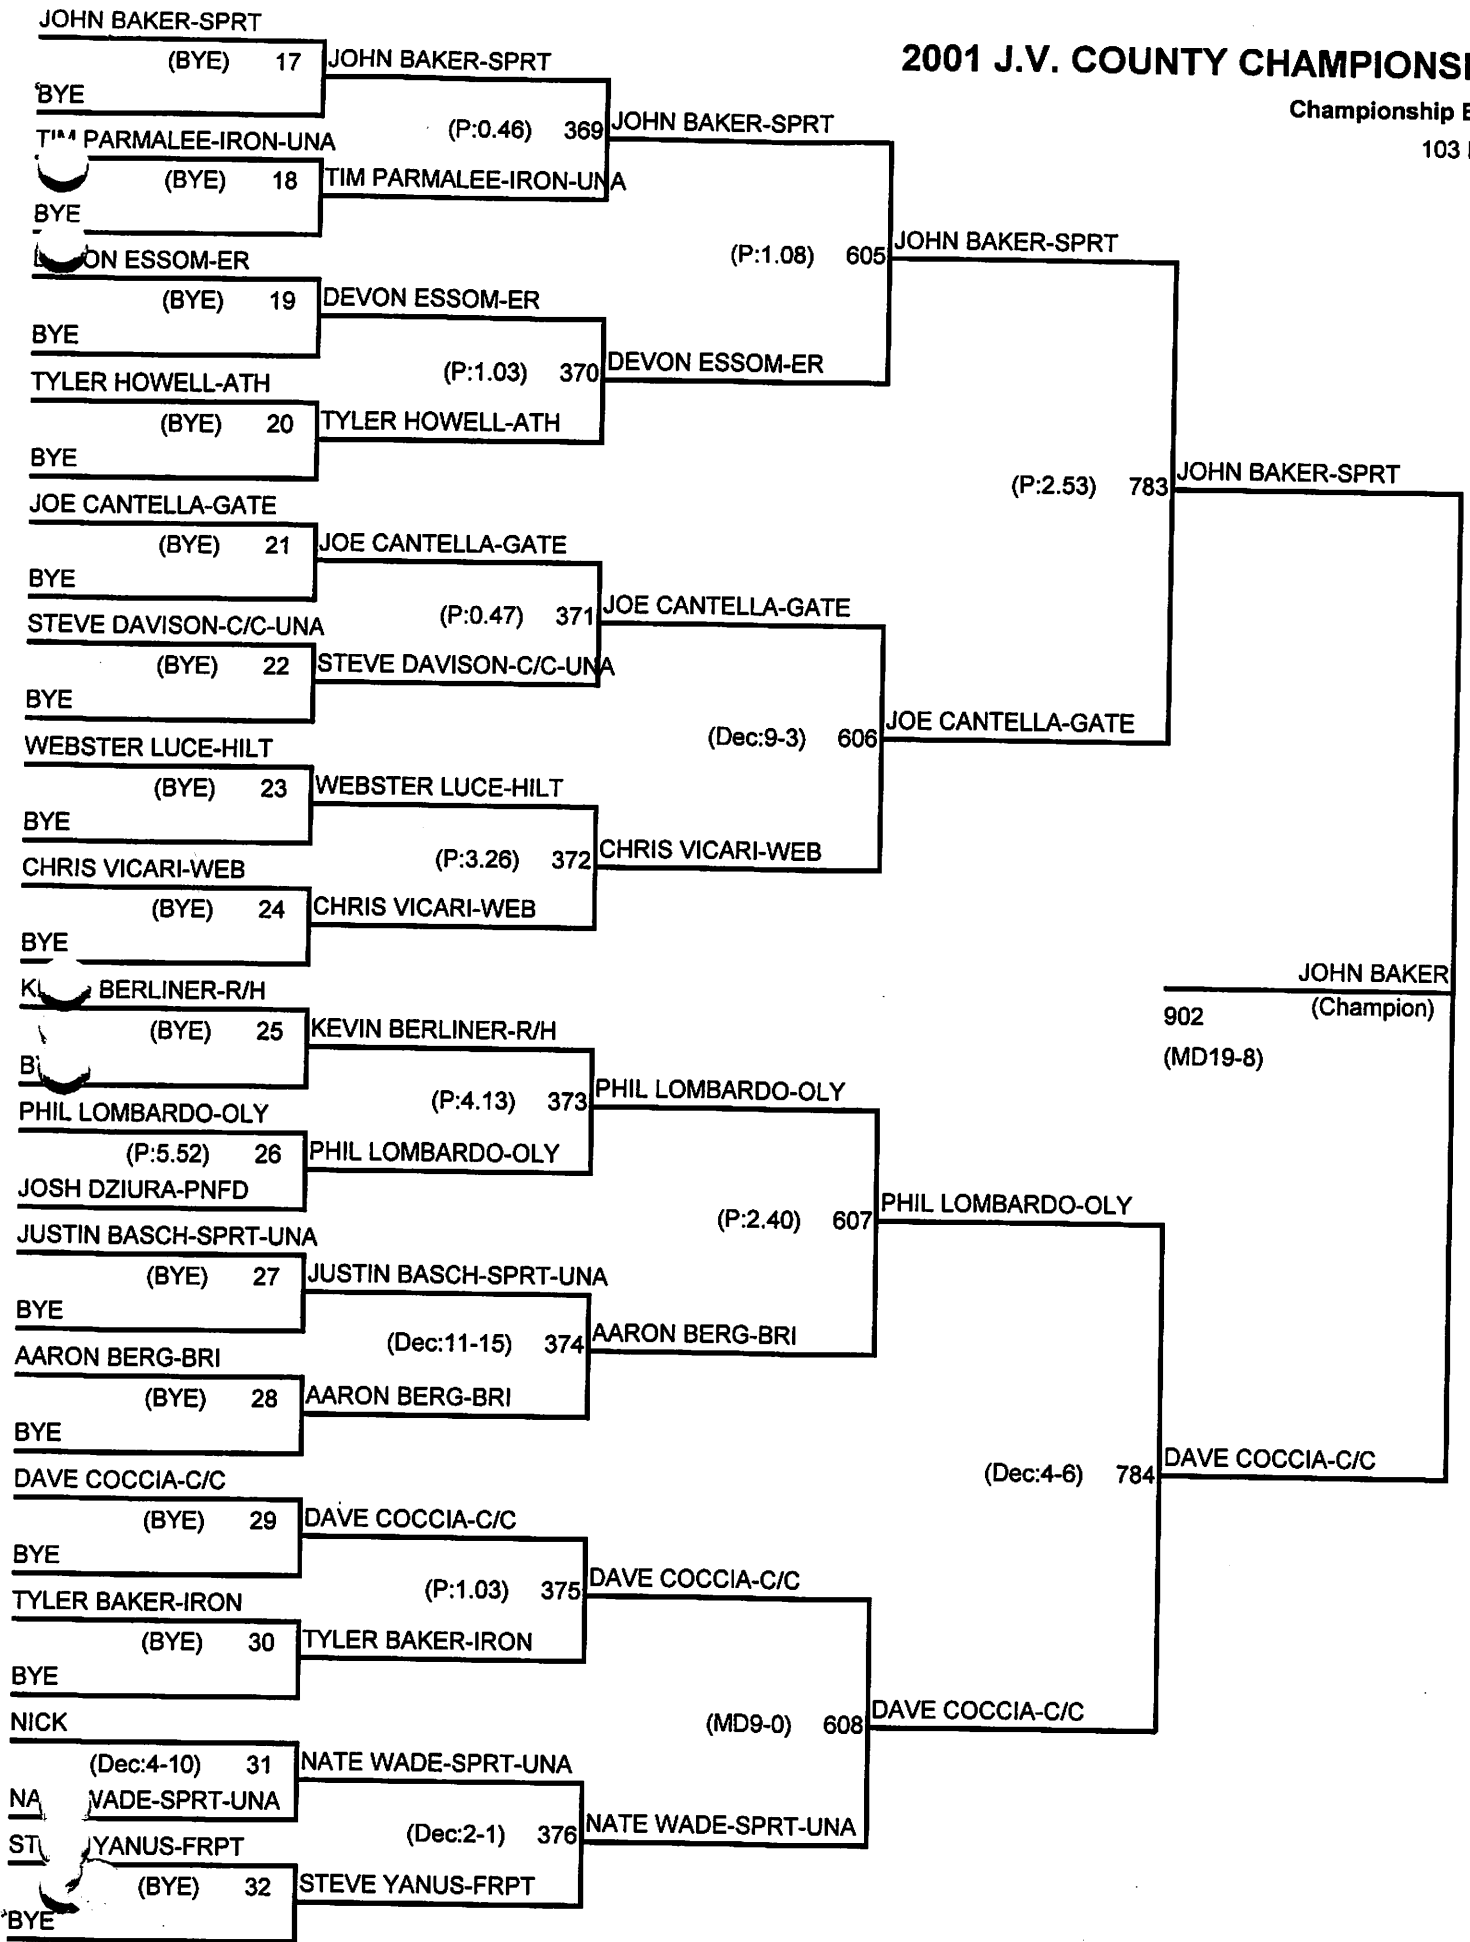 JOHN BAKER-SPRT
2001 J.V. COUNTY CHAMPIONS
(BYE) 17 JOHN BAKER-SPRT
BYE
Championship
(P:0.46) 369 JOHN BAKER-SPRT
PARMALEE-IRON-UNA
103
(BYE) 18 TIM PARMALEE-IRON-UNA
BYE
(P:1.08) 605 JOHN BAKER-SPRT
ON ESSOM-ER
(BYE) 19 DEVON ESSOM-ER
BYE
(P:1.03) 370 DEVON ESSOM-ER
TYLER HOWELL-ATH
(BYE) 20 TYLER HOWELL-ATH
BYE
(P:2.53) 783 JOHN BAKER-SPRT
JOE CANTELLA-GATE
(BYE) 21 JOE CANTELLA-GATE
BYE
(P:0.47) 371 JOE CANTELLA-GATE
STEVE DAVISON-C/C-UNA
(BYE) 22 STEVE DAVISON-C/C-UNA
BYE
(Dec:9-3) 606 JOE CANTELLA-GATE
WEBSTER LUCE-HILT
(BYE) 23 WEBSTER LUCE-HILT
BYE
(P:3.26) 372 CHRIS VICARI-WEB
CHRIS VICARI-WEB
(BYE) 24 CHRIS VICARI-WEB
BYE
JOHN BAKER
BERLINER-R/H
902 (Champion)
(BYE) 25 KEVIN BERLINER-R/H
(MD19-8)
(P:4.13) 373 PHIL LOMBARDO-OLY
PHIL LOMBARDO-OLY
(P:5.52) 26 PHIL LOMBARDO-OLY
JOSH DZIURA-PNFD
(P:2.40) 607 PHIL LOMBARDO-OLY
JUSTIN BASCH-SPRT-UNA
(BYE) 27 JUSTIN BASCH-SPRT-UNA
BYE
(Dec:11-15) 374 AARON BERG-BRI
AARON BERG-BRI
(BYE) 28 AARON BERG-BRI
BYE
(Dec:4-6) 784 DAVE COCCIA-C/C
DAVE COCCIA-C/C
(BYE) 29 DAVE COCCIA-C/C
BYE
(P:1.03) 375 DAVE COCCIA-C/C
TYLER BAKER-IRON
(BYE) 30 TYLER BAKER-IRON
BYE
(MD9-0) 608 DAVE COCCIA-C/C
NICK
(Dec:4-10) 31 NATE WADE-SPRT-UNA
NA WADE-SPRT-UNA
(Dec:2-1) 376 NATE WADE-SPRT-UNA
ST YANUS-FRPT
(BYE) 32 STEVE YANUS-FRPT
BYE